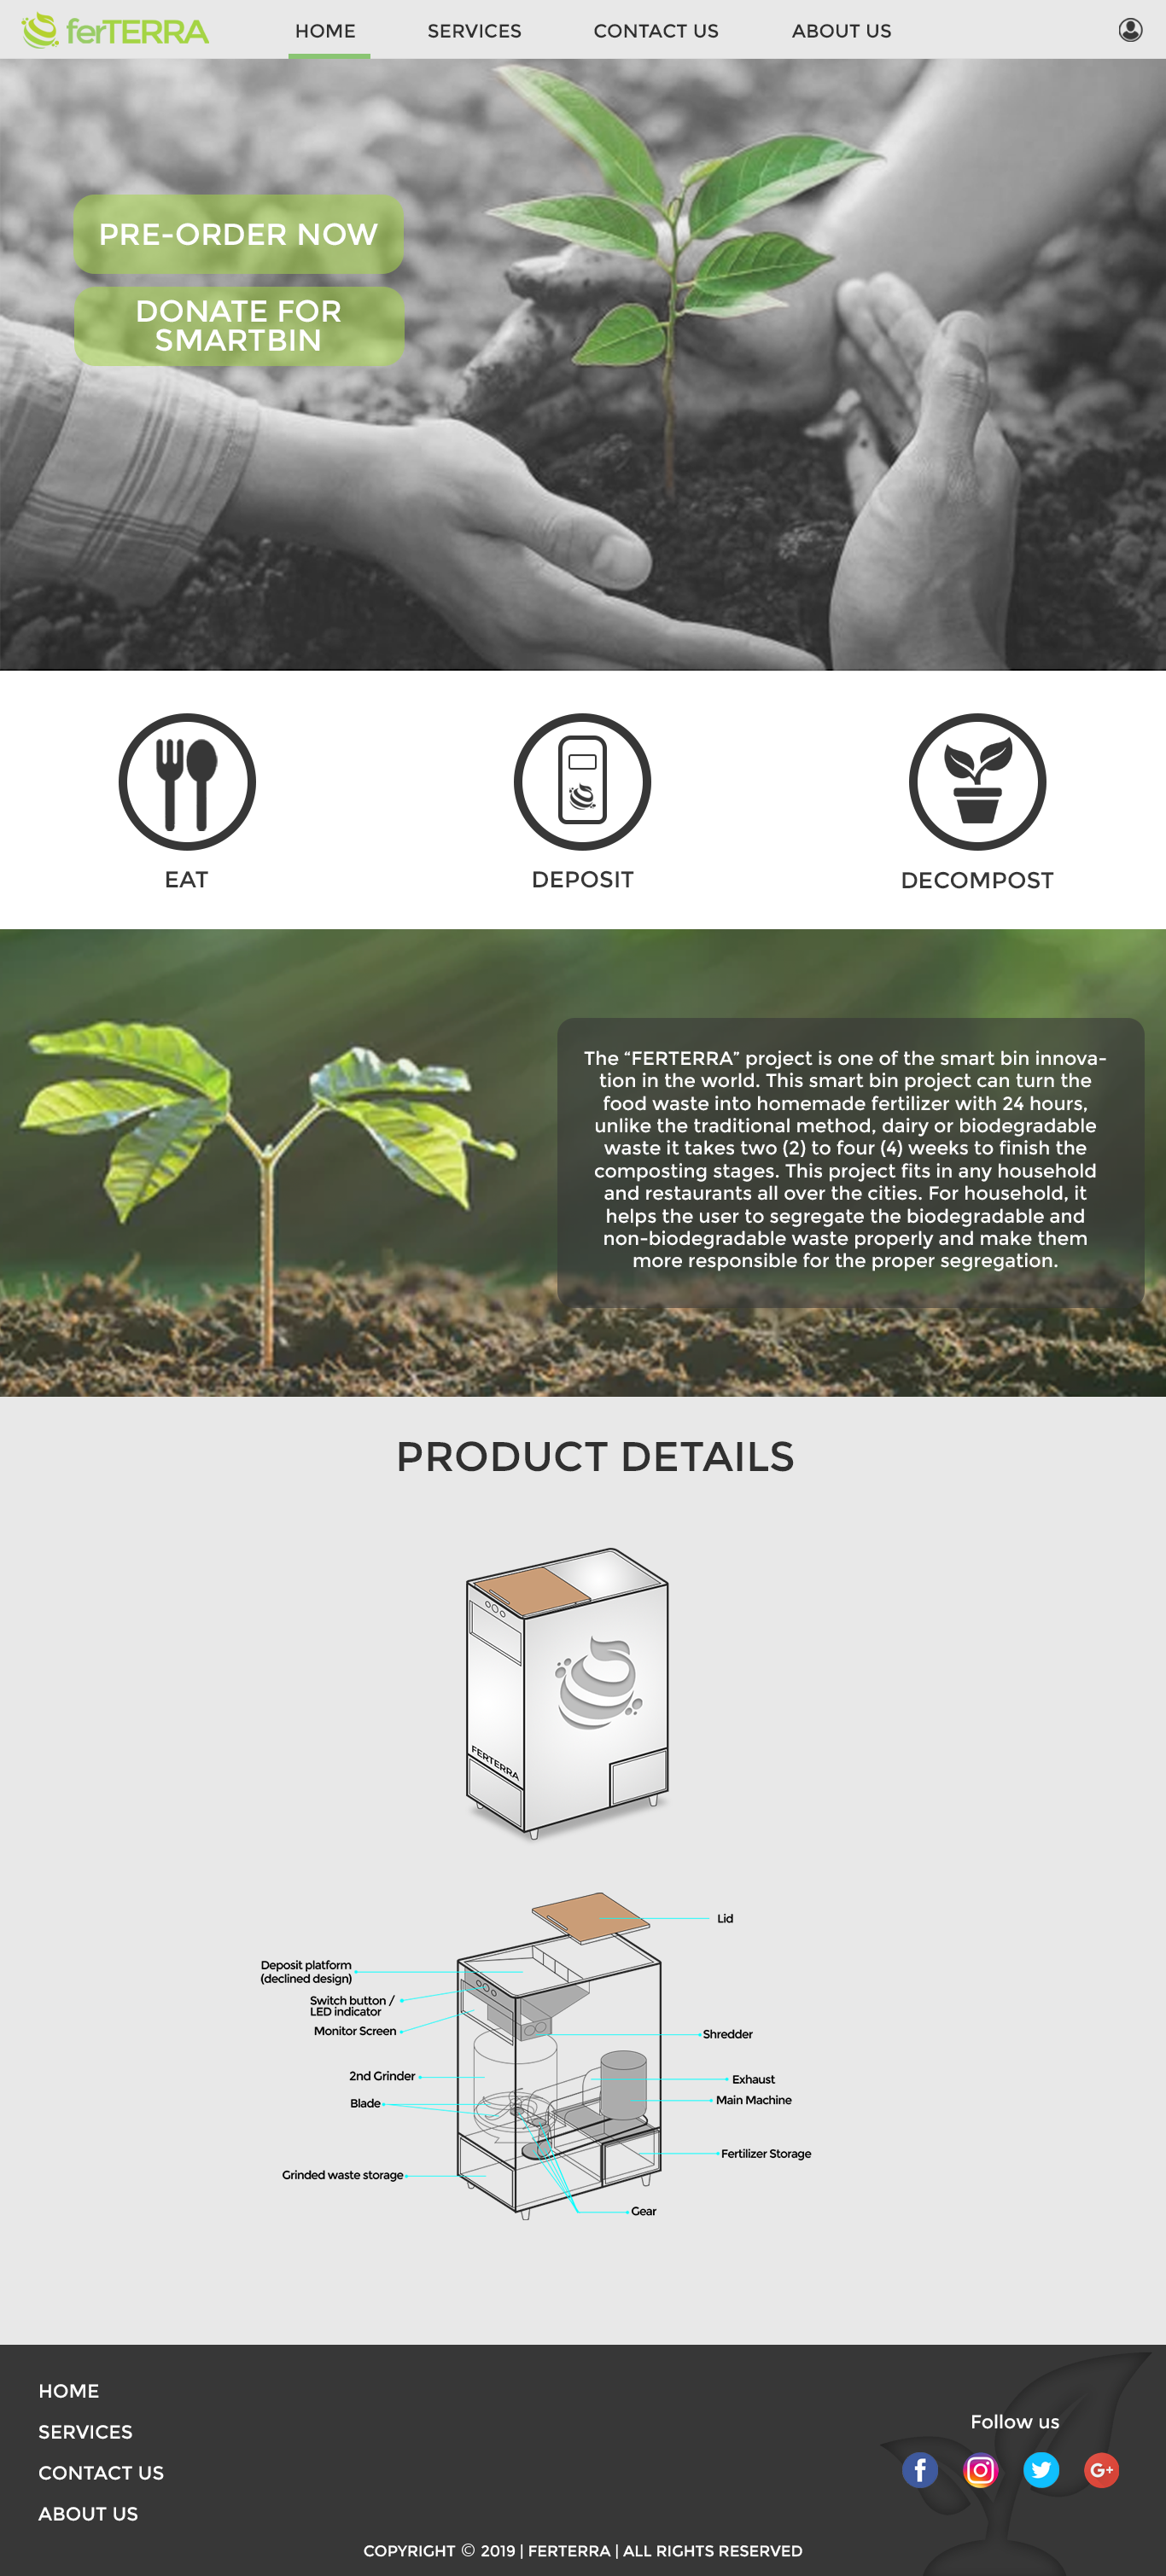 ferTERRA
HOME
SERVICES
CONTACT US
ABOUT US
PRE-ORDER NOW
DONATE FOR
SMARTBIN
EAT
DEPOSIT
DECOMPOST
The “FERTERRA” project is one of the smart bin innova-
tion in the world. This smart bin project can turn the
food waste into homemade fertilizer with 24 hours,
unlike the traditional method, dairy or biodegradable
waste it takes two (2) to four (4) weeks to finish the
composting stages. This project fits in any household
and restaurants all over the cities. For household, it
helps the user to segregate the biodegradable and
non-biodegradable waste properly and make them
more responsible for the proper segregation.
PRODUCT DETAILS
FERTERRA
Lid
Deposit platform
(declined design)
Switch button /
LED indicator
Monitor Screen
Shredder
2nd Grinder
Exhaust
Blade
Main Machine
Fertilizer Storage
Grinded waste storage
Gear
HOME
SERVICES
CONTACT US
ABOUT US
Follow us
f
G+
COPYRIGHT © 2019 | FERTERRA | ALL RIGHTS RESERVED